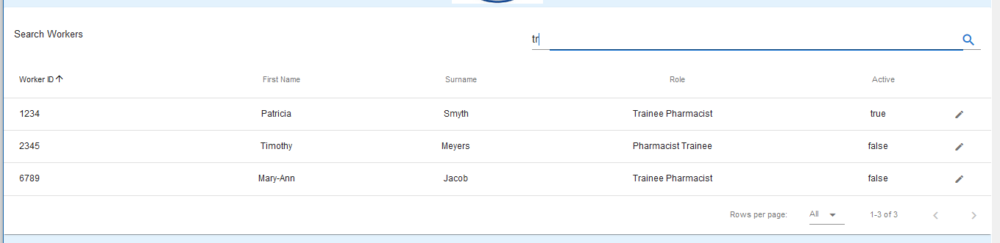 Search Workers
tr
Worker ID First Name Surname Role Active
1234 Patricia Smyth Trainee Pharmacist true
2345 Timothy Meyers Pharmacist Trainee false
6789 Mary-Ann Jacob Trainee Pharmacist false
Rows per page: All 1-3 of 3